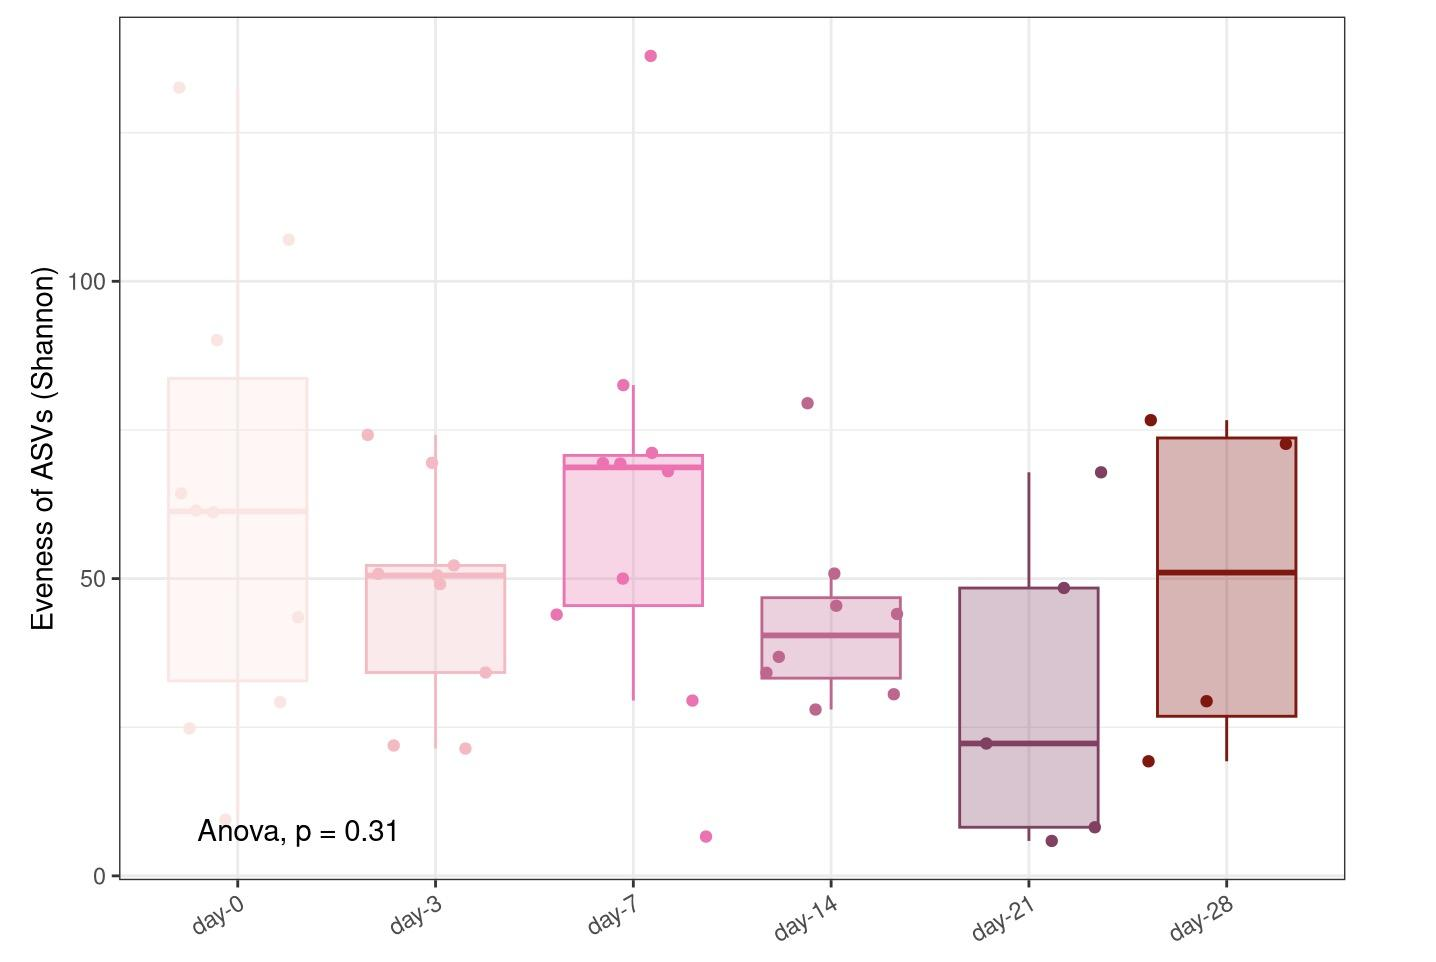 Eveness of ASVs (Shannon)
100
50
0
Anova, p = 0.31
day-0
day-3
day-7
day-14
day-21
day-28